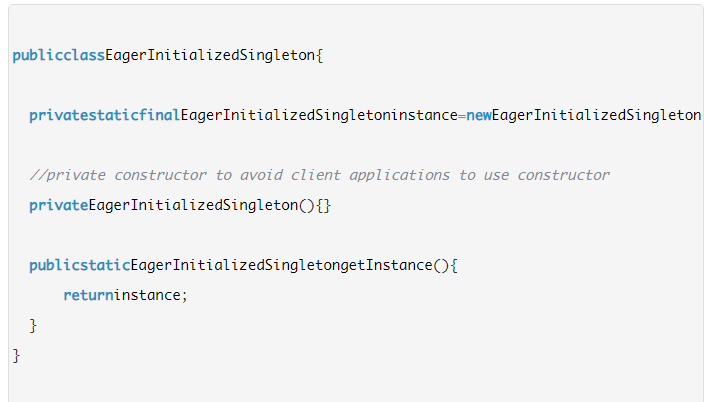 publicclassEagerInitializedSingleton{
privatestaticfinalEagerInitializedSingletoninstance=newEagerInitializedSingleton
//private constructor to avoid client applications to use constructor
privateEagerInitializedSingleton(){}
publicstaticEagerInitializedSingletongetInstance(){
returninstance;
}
}